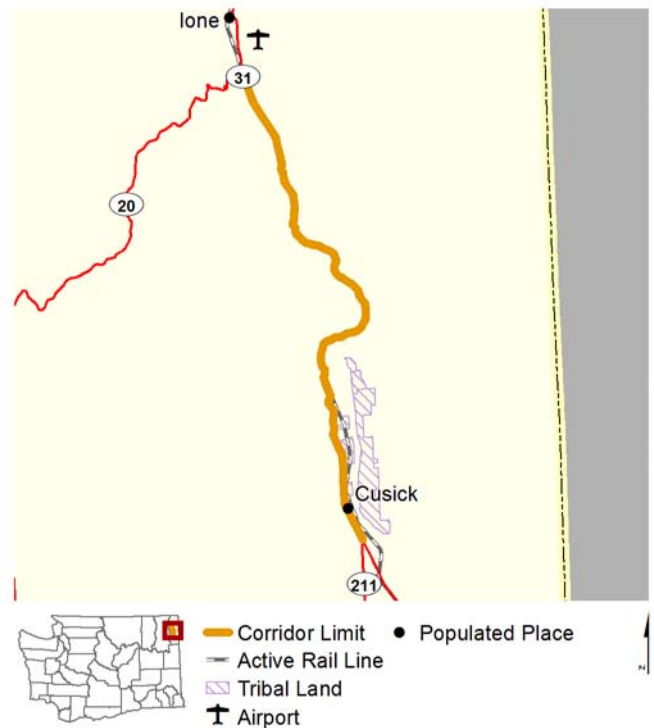 Ione
31
20
Cusick
211
Corridor Limit
Populated Place
Active Rail Line
Tribal Land
Airport
N